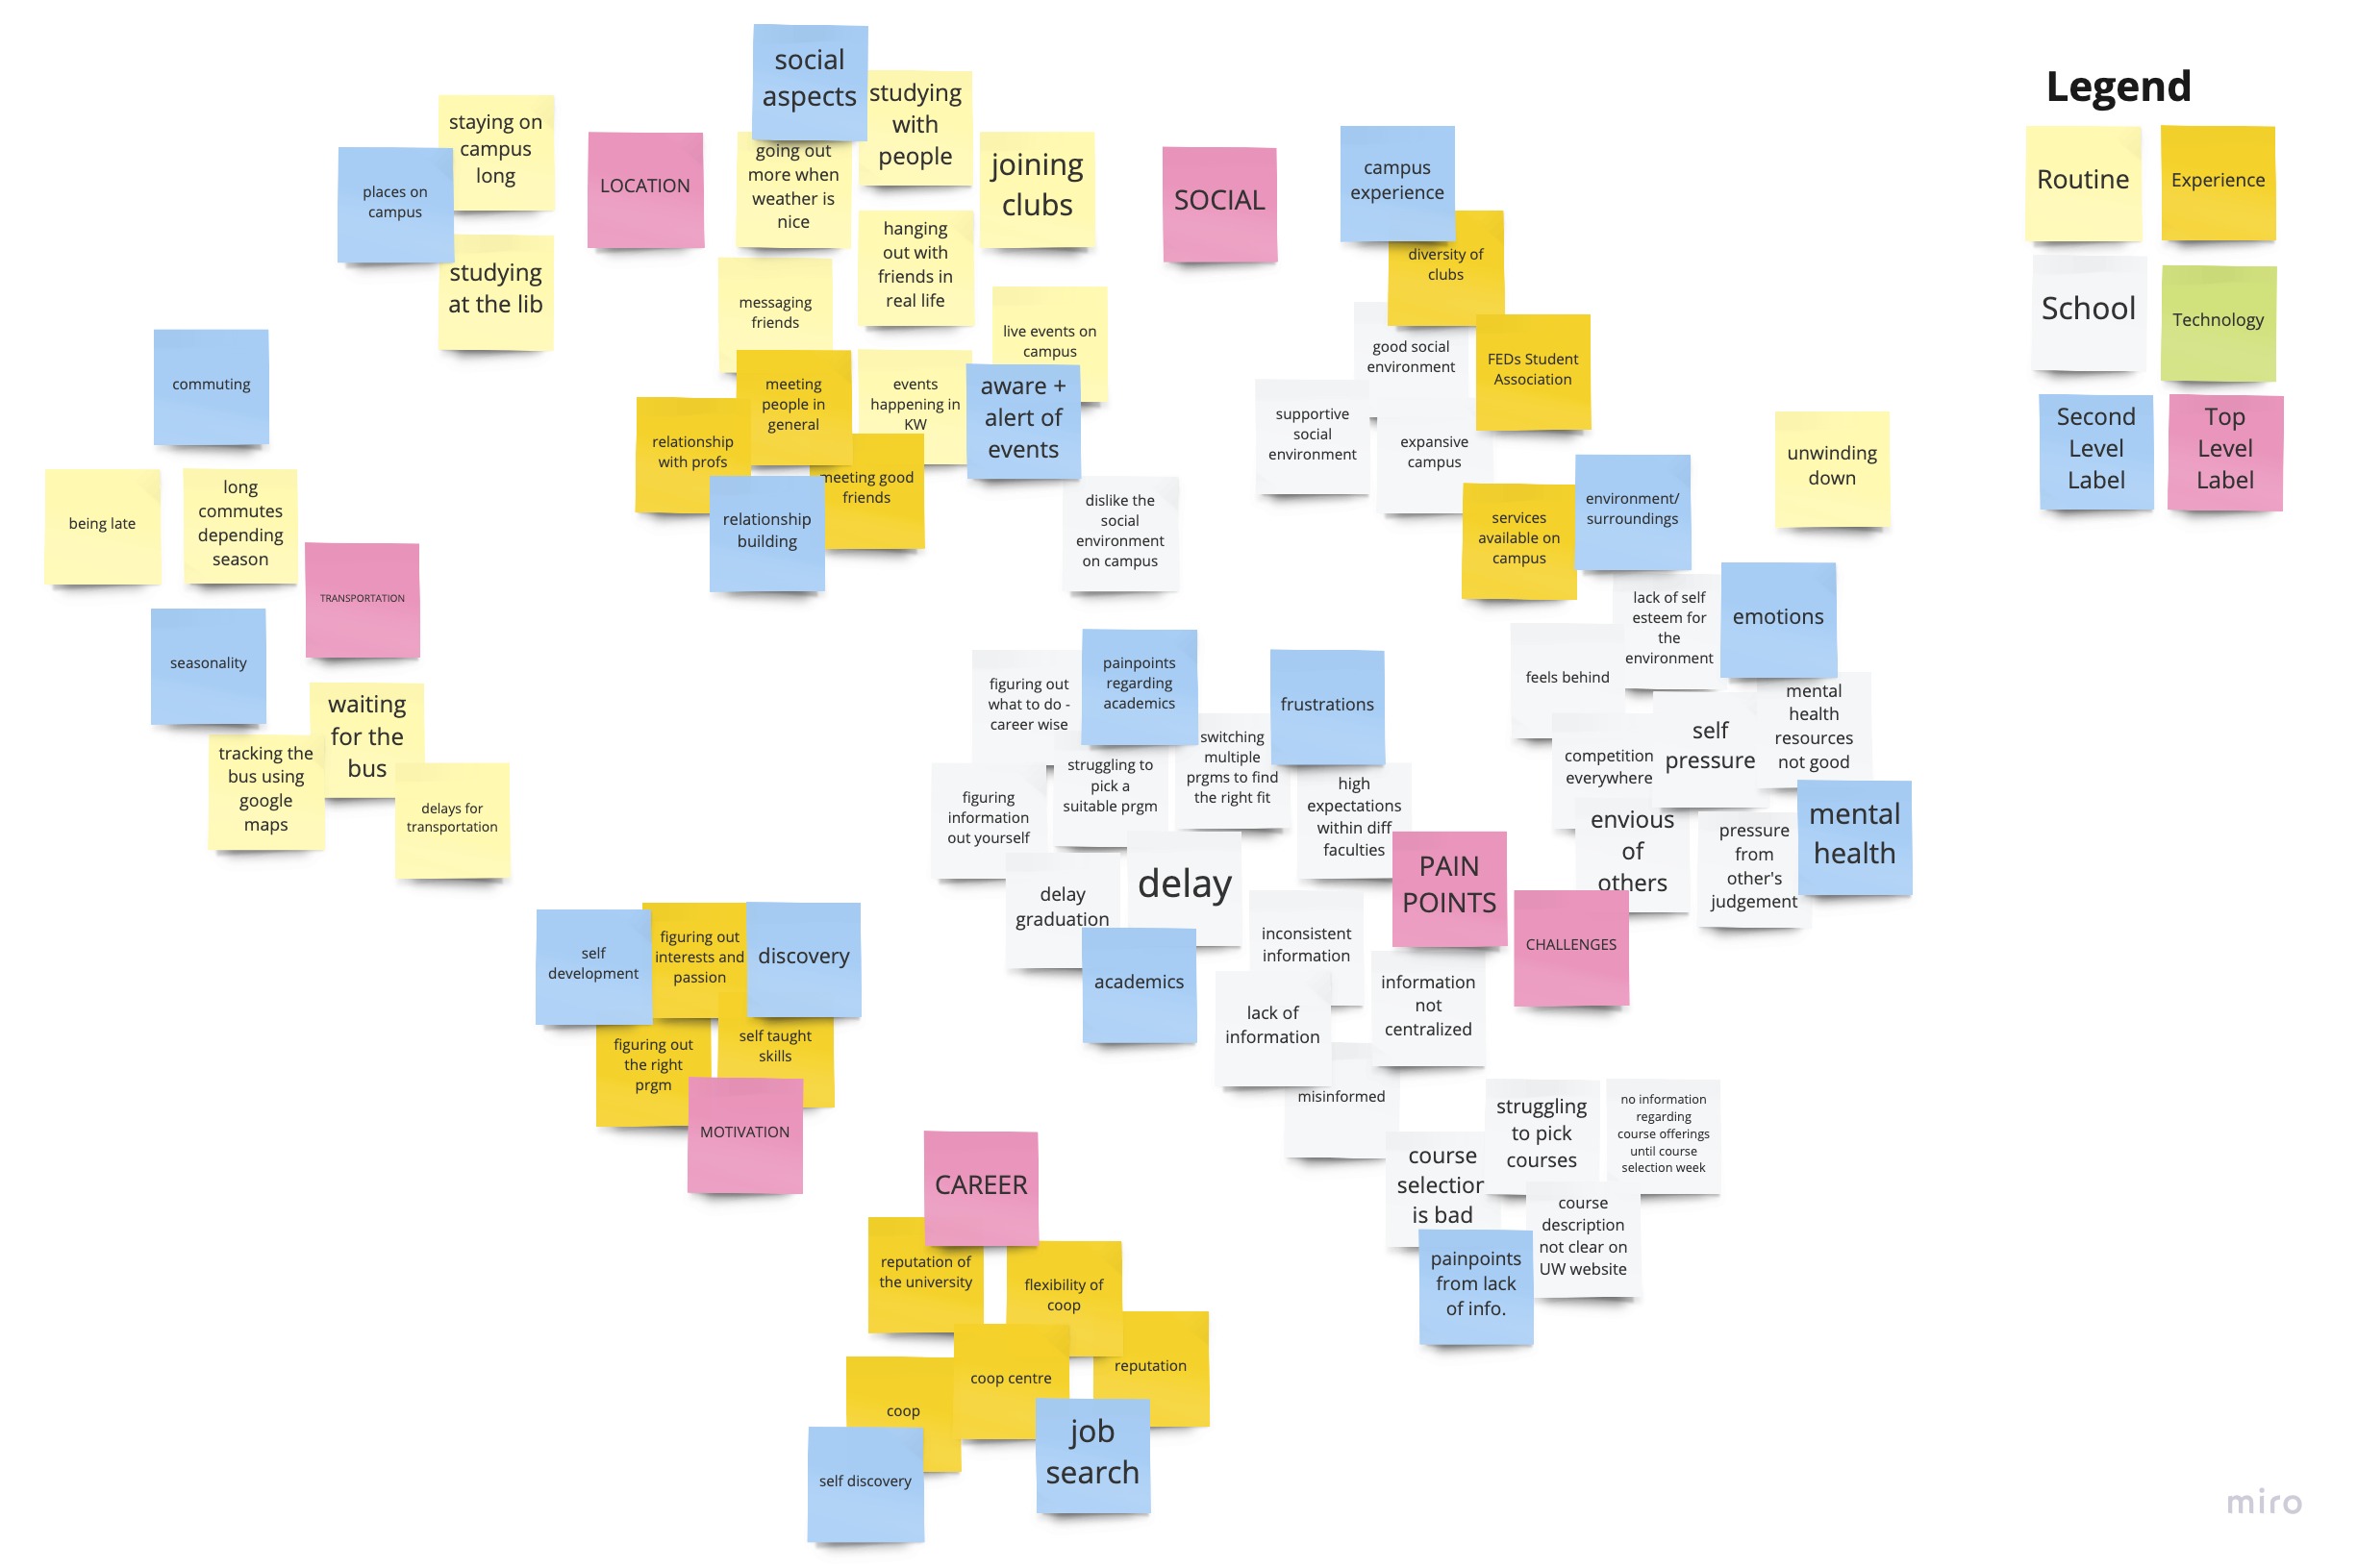 social
aspects
studying
with
people
going out
more when
weather is
nice
joining
clubs
hanging
out with
friends in
real life
messaging
friends
live events on
campus
meeting
people in
general
events
happening in
KW
aware +
alert of
events
relationship
with profs
meeting good
friends
relationship
building
dislike the
social
environment
on campus
staying on
campus
long
places on
campus
studying
at the lib
LOCATION
SOCIAL
commuting
being late
long
commutes
depending
season
TRANSPORTATION
seasonality
waiting
for the
bus
tracking the
bus using
google
maps
delays for
transportation
campus
experience
diversity of
clubs
good social
environment
FEDs Student
Association
supportive
social
environment
expansive
campus
services
available on
campus
environment/
surroundings
unwinding
down
Legend
Routine
Experience
School
Technology
Second
Level
Label
Top
Level
Label
lack of self
esteem for
the
environment
emotions
feels behind
mental
health
resources
not good
self
pressure
competition
everywhere
envious
of
others
pressure
from
other's
judgement
mental
health
figuring out
what to do -
career wise
painpoints
regarding
academics
frustrations
switching
multiple
prgms to find
the right fit
struggling to
pick a
suitable prgm
figuring
information
out yourself
high
expectations
within diff
faculties
delay
graduation
delay
academics
PAIN
POINTS
CHALLENGES
inconsistent
information
information
not
centralized
lack of
information
misinformed
struggling
to pick
courses
no information
regarding
course offerings
until course
selection week
course
selection
is bad
course
description
not clear on
UW website
painpoints
from lack
of info.
self
development
figuring out
interests and
passion
discovery
figuring out
the right
prgm
self taught
skills
MOTIVATION
CAREER
reputation of
the university
flexibility of
coop
coop centre
reputation
coop
job
search
self discovery
miro